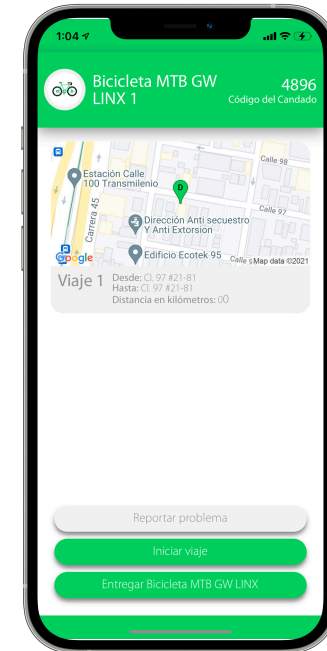 1:04
Bicicleta MTB GW
LINX 1
4896
Código del Candado
Calle 98
Estación Calle
100 Transmilenio
D
Carrera 45
Calle 97
Dirección Anti secuestro
Y Anti Extorsion
Edificio Ecotek 95
Google
Map data ©2021
Viaje 1
Desde: Cl. 97 #21-81
Hasta: Cl. 97 #21-81
Distancia en kilómetros: 00
Reportar problema
Iniciar viaje
Entregar Bicicleta MTB GW LINX